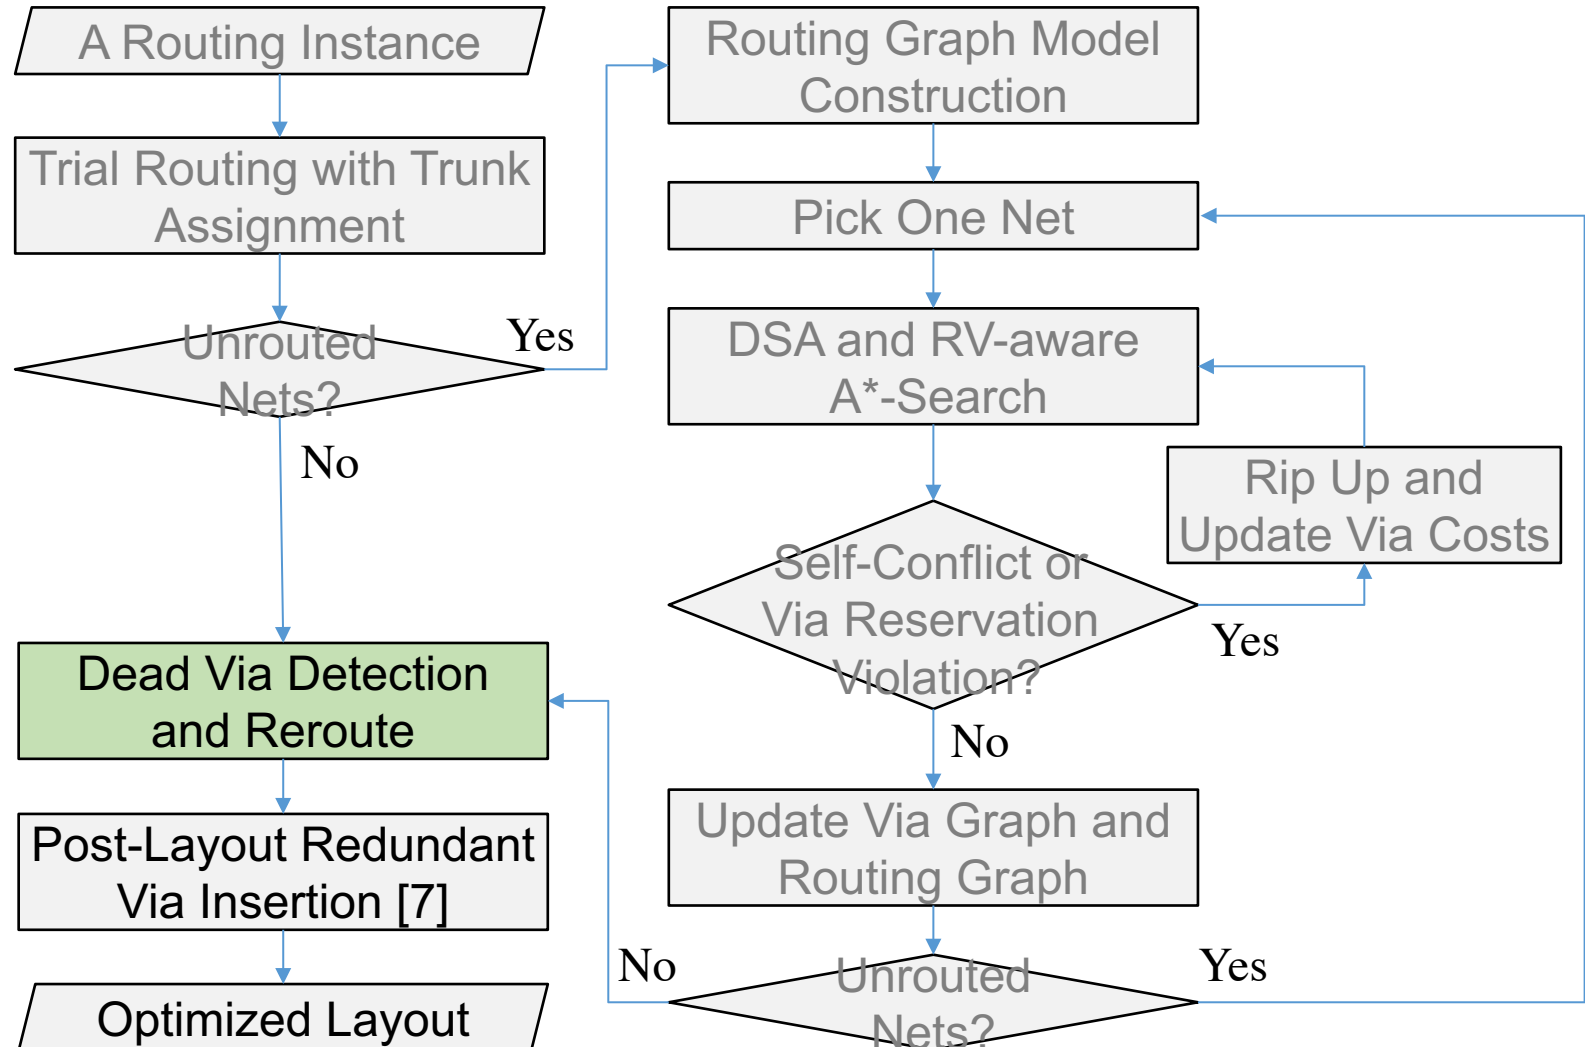 A Routing Instance
Trial Routing with Trunk
Assignment
Unrouted
Nets?
Yes
No
Dead Via Detection
and Reroute
Post-Layout Redundant
Via Insertion [7]
Optimized Layout
Routing Graph Model
Construction
Pick One Net
DSA and RV-aware
A*-Search
Rip Up and
Update Via Costs
Self-Conflict or
Via Reservation
Violation?
Yes
No
Update Via Graph and
Routing Graph
No
Unrouted
Nets?
Yes